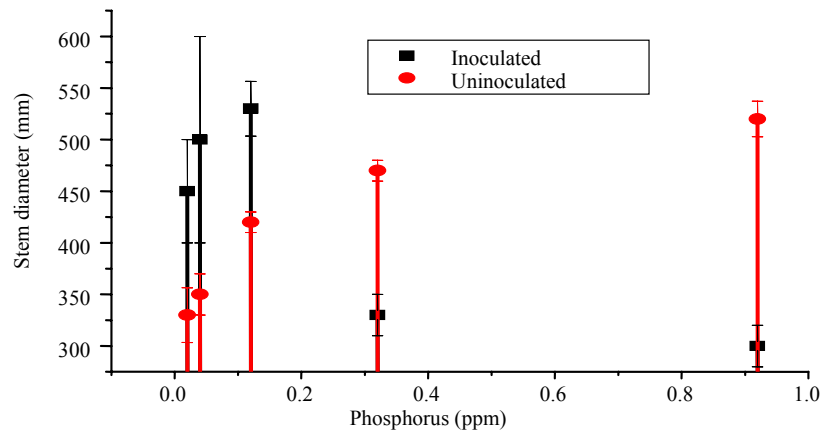 600
550
500
450
400
350
300
Stem diameter (mm)
Inoculated
Uninoculated
0.0 0.2 0.4 0.6 0.8 1.0
Phosphorus (ppm)